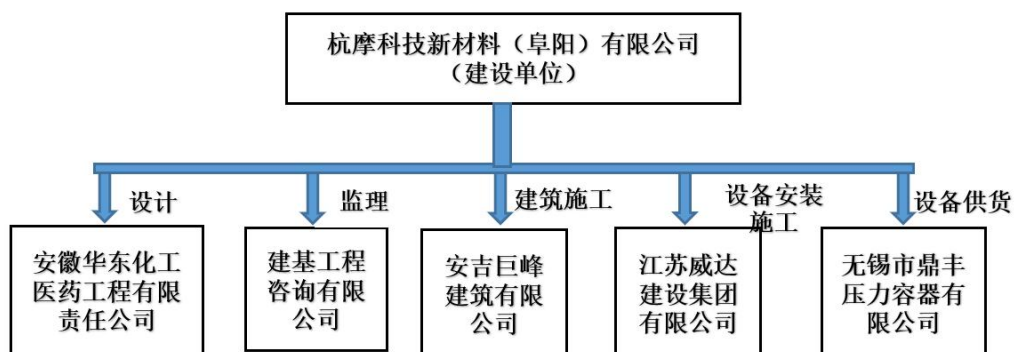 杭摩科技新材料（阜阳）有限公司
（建设单位）
设计
监理
建筑施工
设备安装
施工
设备供货
安徽华东化工
医药工程有限
责任公司
建基工程
咨询有限
公司
安吉巨峰
建筑有限
公司
江苏威达
建设集团
有限公司
无锡市鼎丰
压力容器有
限公司